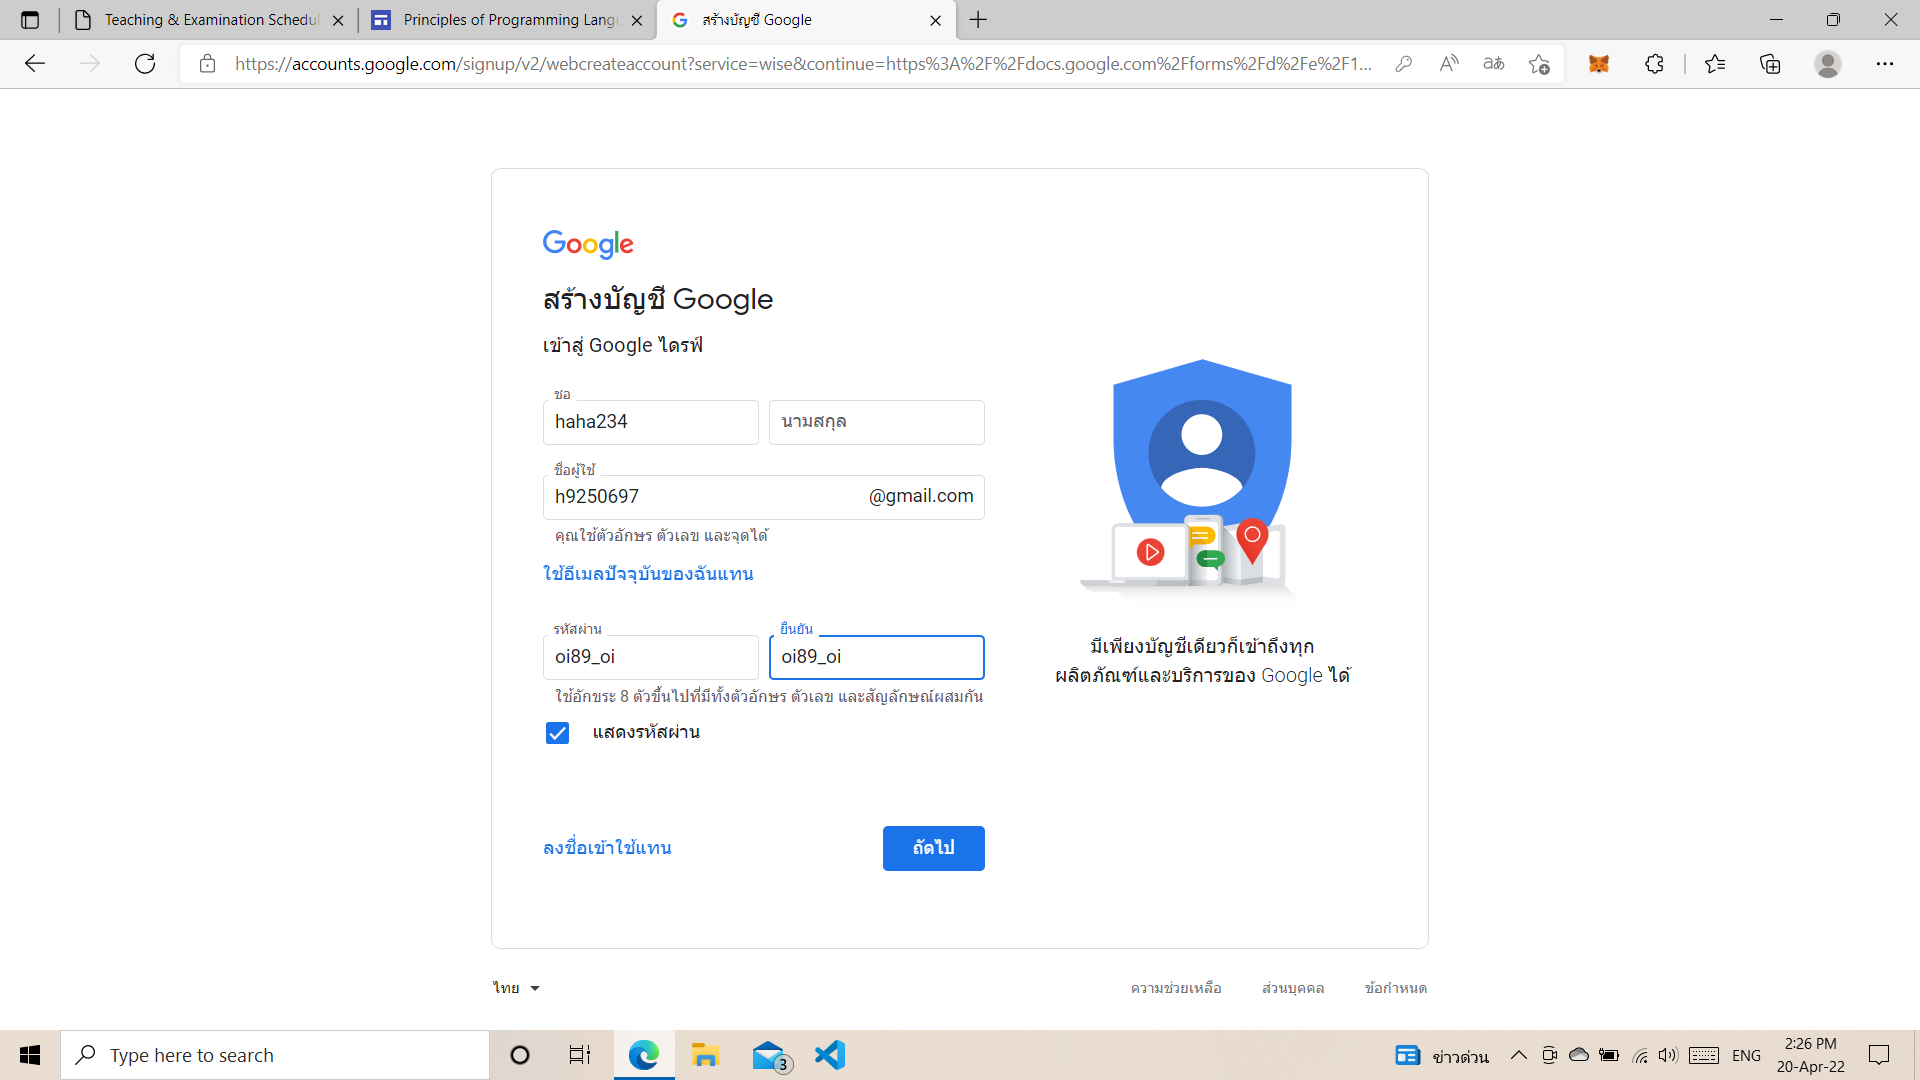 Teaching & Examination Schedul
Principles of Programming Langu
สร้างบัญชี Google
https://accounts.google.com/signup/v2/webcreateaccount?service=wise&continue=https%3A%2F%2Fdocs.google.com%2Fforms%2Fd%2Fe%2F1...
Google
สร้างบัญชี Google
เข้าสู่ Google ไดรฟ์
ชื่อ
haha234
นามสกุล
ชื่อผู้ใช้
h9250697
@gmail.com
คุณใช้ตัวอักษร ตัวเลข และจุดได้
ใช้อีเมลปัจจุบันของฉันแทน
รหัสผ่าน
ยืนยัน
oi89_oi
oi89_oi
ใช้อักขระ 8 ตัวขึ้นไปที่มีทั้งตัวอักษร ตัวเลข และสัญลักษณ์ผสมกัน
แสดงรหัสผ่าน
มีเพียงบัญชีเดียวก็เข้าถึงทุก
ผลิตภัณฑ์และบริการของ Google ได้
ลงชื่อเข้าใช้แทน
ถัดไป
ไทย
ความช่วยเหลือ
ส่วนบุคคล
ข้อกำหนด
Type here to search
3
ข่าวด่วน
ENG
2:26 PM
20-Apr-22